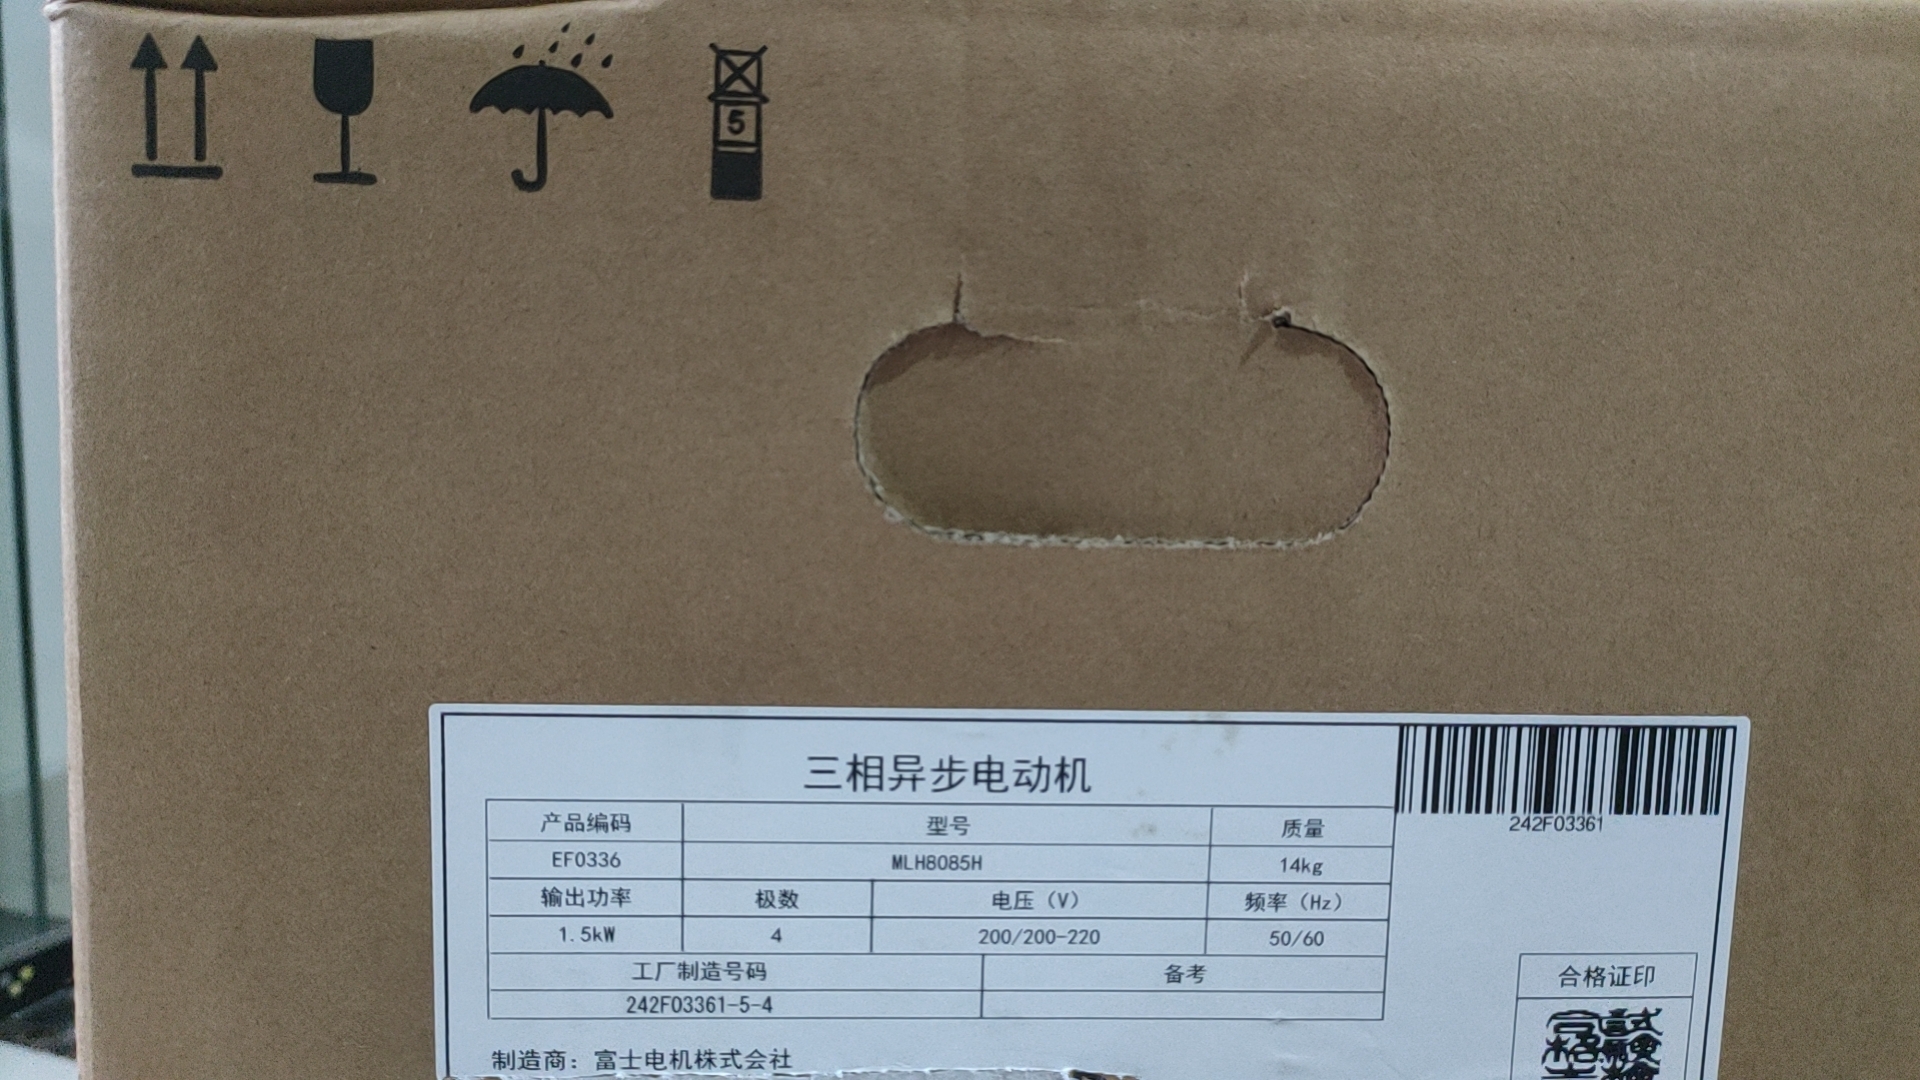 5
三相异步电动机
242F03361
产品编码 型号 质量
EF0336 MLH8085H 14kg
输出功率 极数 电压（V） 频率（Hz）
1.5kW 4 200/200-220 50/60
工厂制造号码 备考
242F03361-5-4
合格证印
制造商：富士电机株式会社